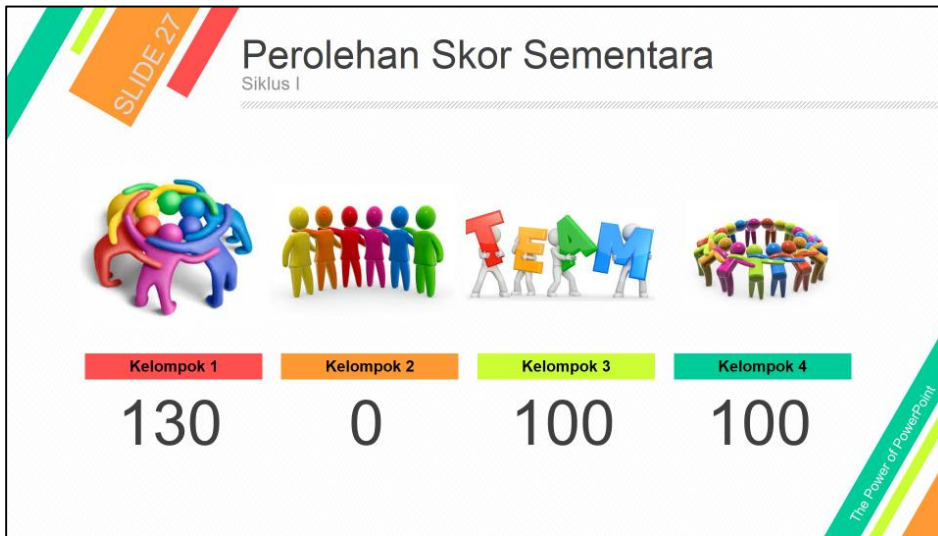 SLIDE 27
Perolehan Skor Sementara
Siklus I
TEAM
Kelompok 1
Kelompok 2
Kelompok 3
Kelompok 4
130
0
100
100
The Power of PowerPoint